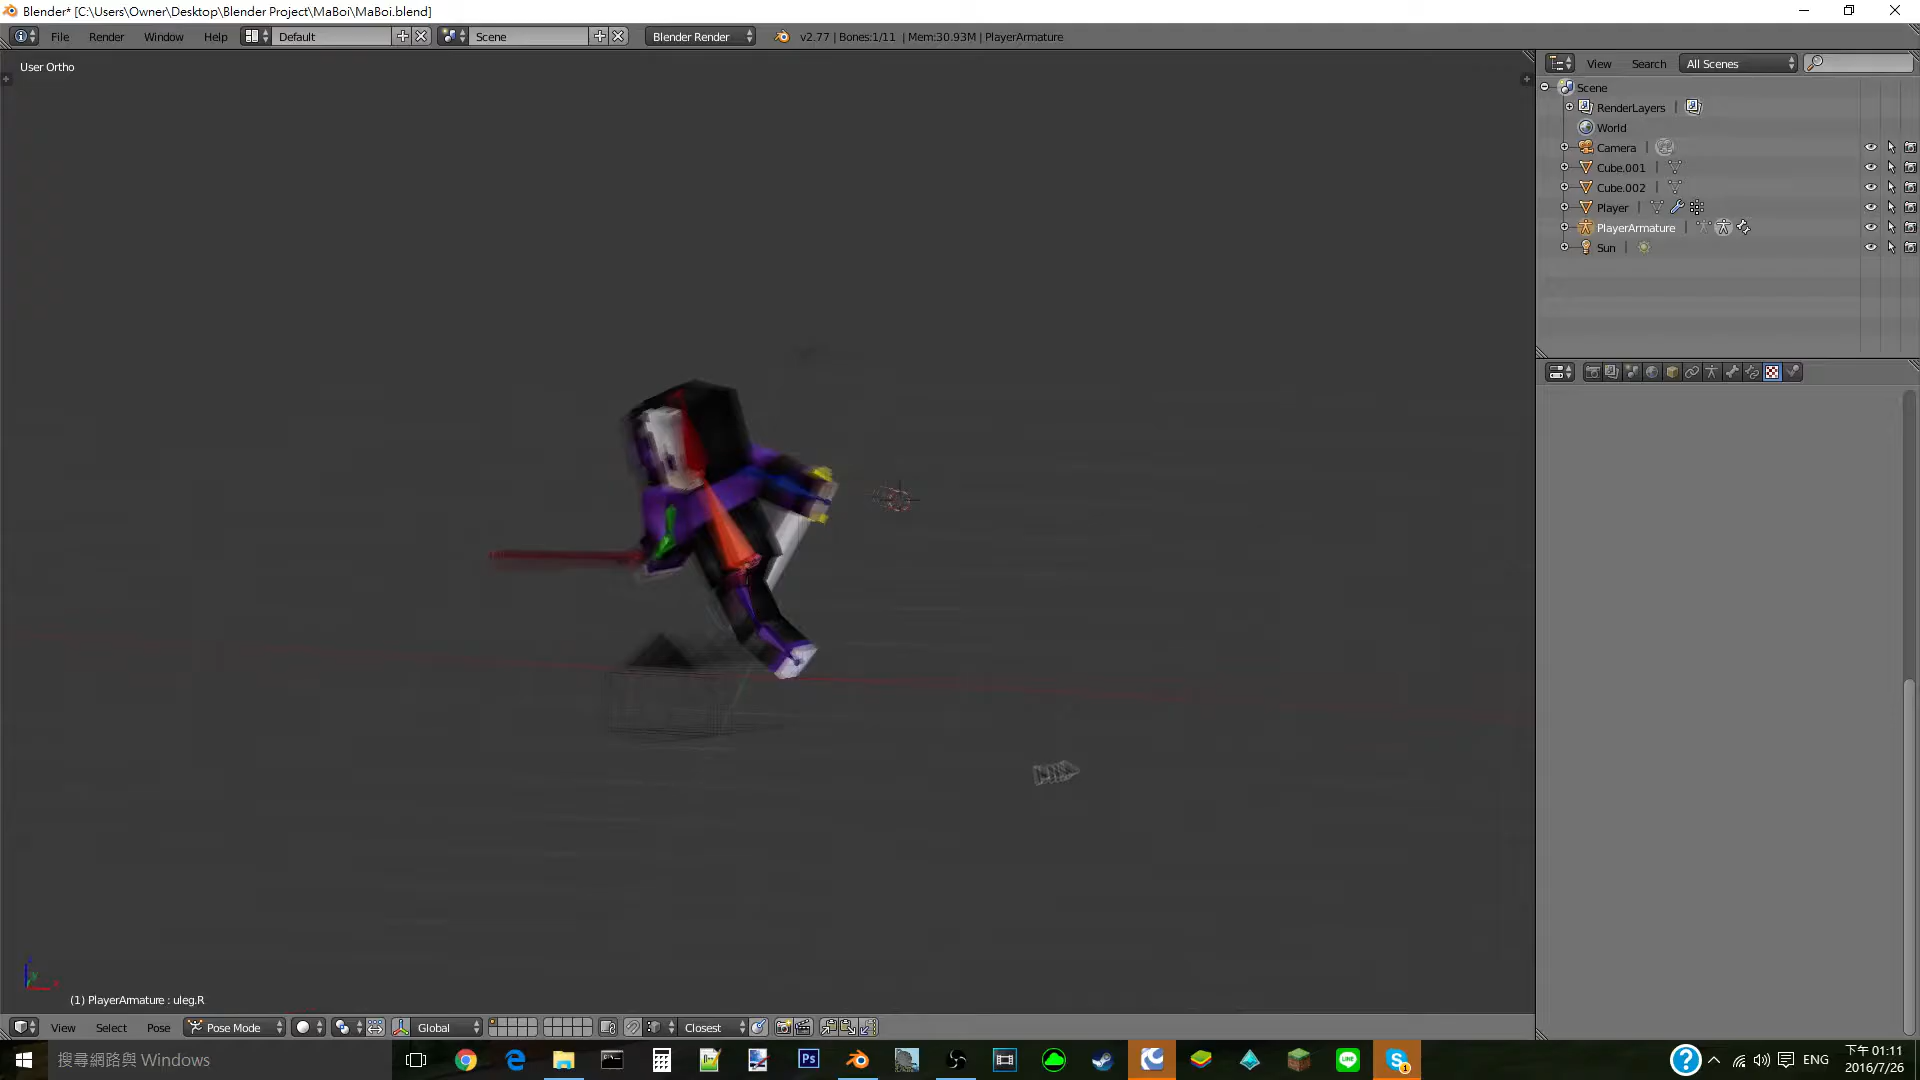 Blender* [C:\Users\Owner\Desktop\Blender Project\MaBoi\MaBoi.blend]
File Render Window Help Default Scene Blender Render v2.77 | Bones:1/11 | Mem:30.93M | PlayerArmature
User Ortho
View Search All Scenes
Scene
RenderLayers
World
Camera
Cube.001
Cube.002
Player
PlayerArmature
Sun
(1) PlayerArmature : uleg.R
View Select Pose Pose Mode Global Closest
搜尋網路與 Windows
Ps
LINE
S
1
?
ENG
下午 01:11
2016/7/26